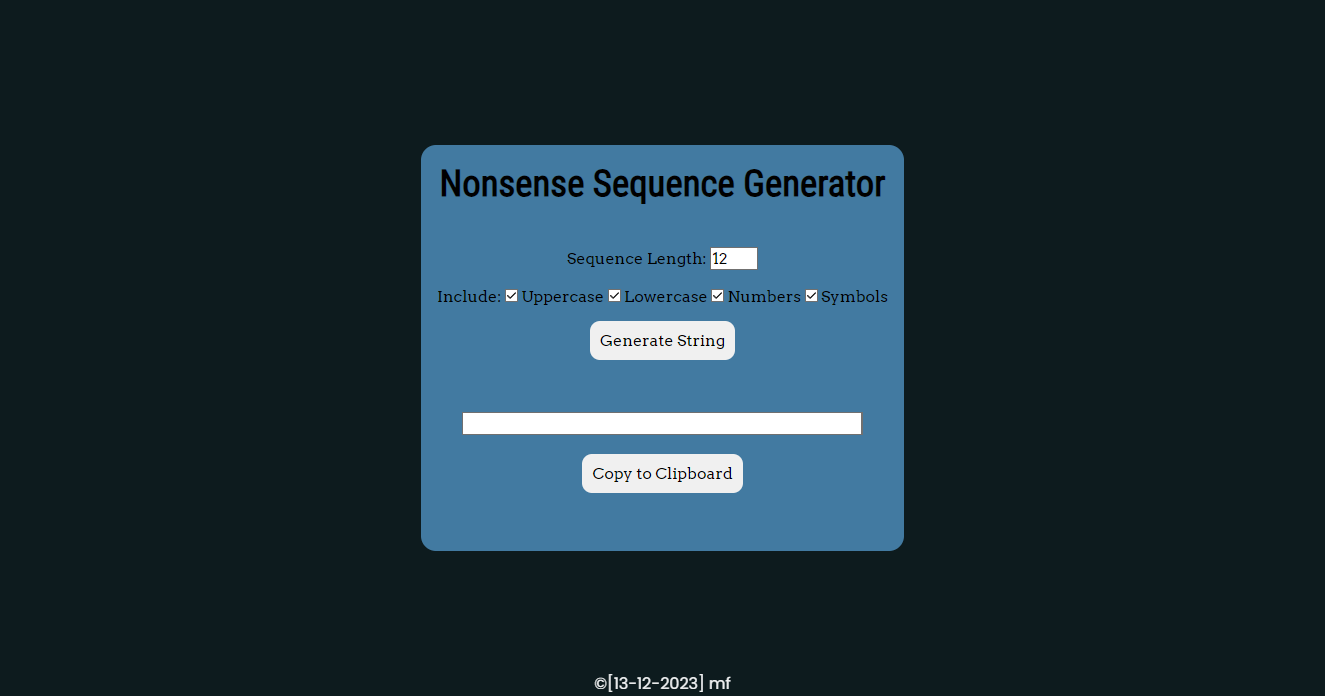 Nonsense Sequence Generator
Sequence Length: 12
Include: Uppercase Lowercase Numbers Symbols
Generate String
Copy to Clipboard
©[13-12-2023] mf